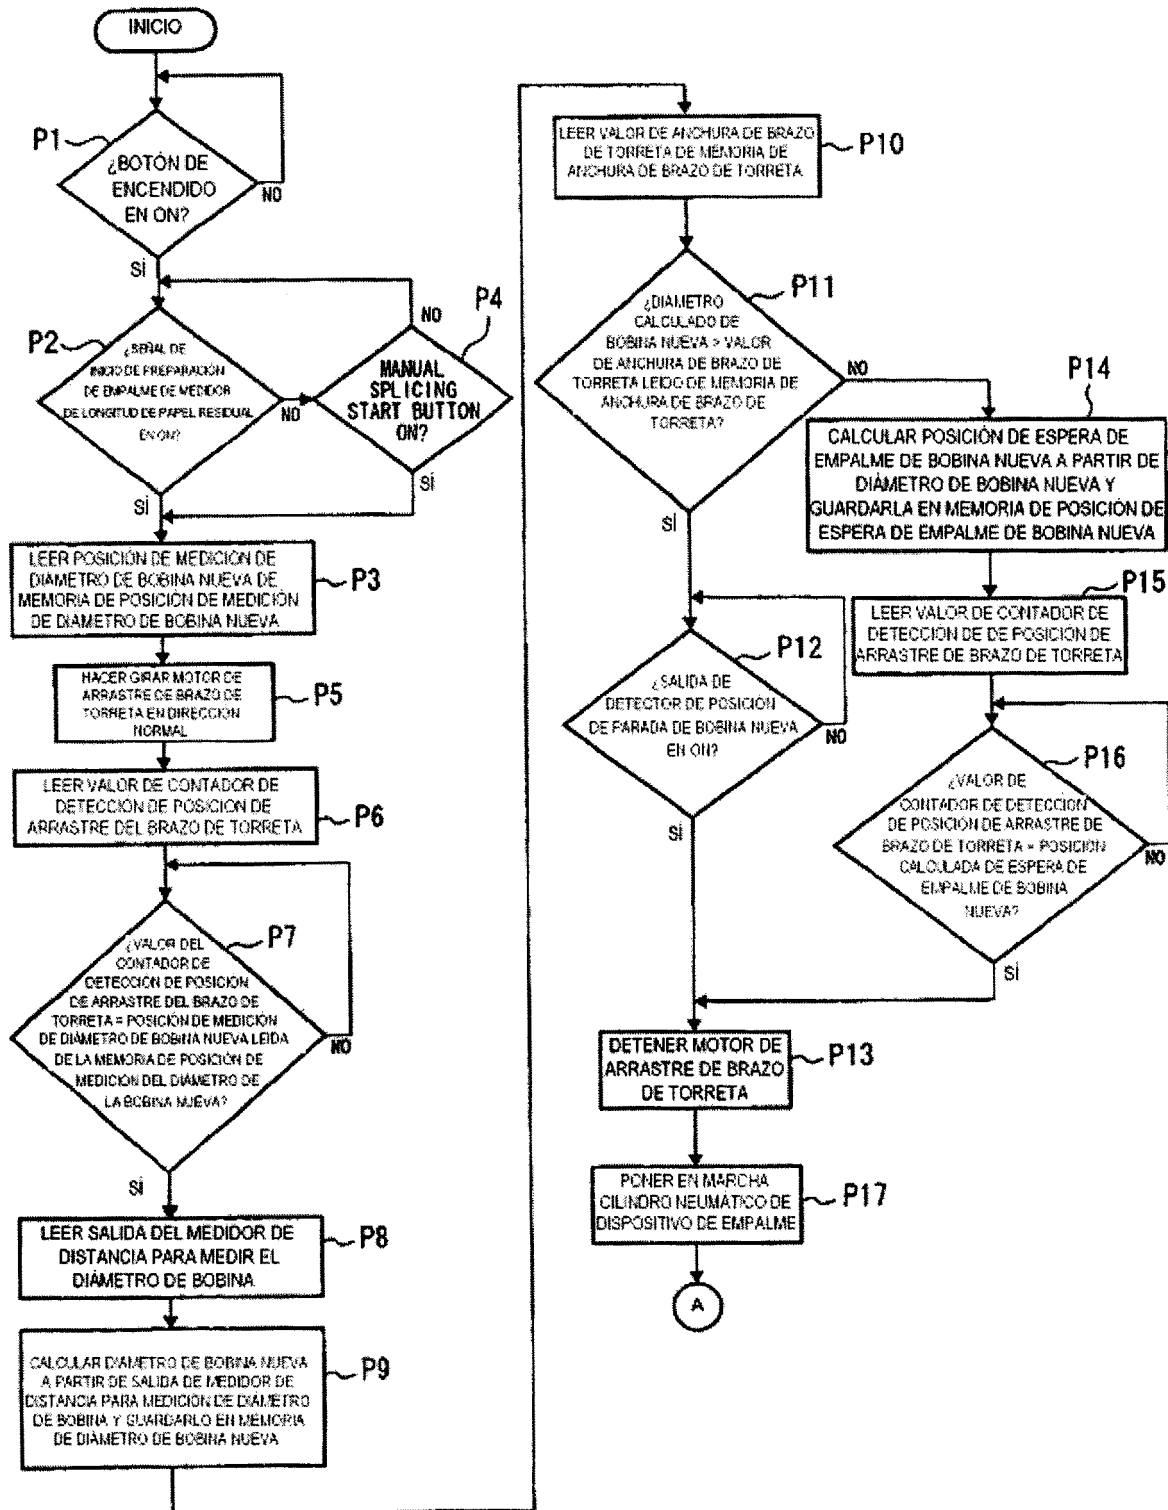 INICIO
P1
¿BOTÓN DE
ENCENDIDO
EN ON?
NO
SÍ
P2
¿SEÑAL DE
INICIO DE PREPARACIÓN
DE EMPALME DE MEDIDOR
DE LONGITUD DE PAPEL RESIDUAL
EN ON?
NO
SÍ
P4
NO
MANUAL
SPLICING
START BUTTON
ON?
SÍ
LEER POSICIÓN DE MEDICIÓN DE
DIÁMETRO DE BOBINA NUEVA DE
MEMORIA DE POSICIÓN DE MEDICIÓN
DE DIÁMETRO DE BOBINA NUEVA
P3
HACER GIRAR MOTOR DE
ARRASTRE DE BRAZO DE
TORRETA EN DIRECCIÓN
NORMAL
P5
LEER VALOR DE CONTADOR DE
DETECCIÓN DE POSICIÓN DE
ARRASTRE DEL BRAZO DE TORRETA
P6
P7
¿VALOR DEL
CONTADOR DE
DETECCIÓN DE POSICIÓN
DE ARRASTRE DEL BRAZO DE
TORRETA = POSICIÓN DE MEDICIÓN
DE DIÁMETRO DE BOBINA NUEVA LEÍDA
DE LA MEMORIA DE POSICIÓN DE
MEDICIÓN DEL DIÁMETRO DE
LA BOBINA NUEVA?
NO
SÍ
LEER SALIDA DEL MEDIDOR DE
DISTANCIA PARA MEDIR EL
DIÁMETRO DE BOBINA
P8
CALCULAR DIÁMETRO DE BOBINA NUEVA
A PARTIR DE SALIDA DE MEDIDOR DE
DISTANCIA PARA MEDICIÓN DE DIÁMETRO
DE BOBINA Y GUARDARLO EN MEMORIA
DE DIÁMETRO DE BOBINA NUEVA
P9
LEER VALOR DE ANCHURA DE BRAZO
DE TORRETA DE MEMORIA DE
ANCHURA DE BRAZO DE TORRETA
P10
P11
¿DIÁMETRO
CALCULADO DE
BOBINA NUEVA > VALOR
DE ANCHURA DE BRAZO DE
TORRETA LEÍDO DE MEMORIA DE
ANCHURA DE BRAZO DE
TORRETA?
NO
SÍ
P12
¿SALIDA DE
DETECTOR DE POSICIÓN
DE PARADA DE BOBINA NUEVA
EN ON?
NO
SÍ
P14
CALCULAR POSICIÓN DE ESPERA DE
EMPALME DE BOBINA NUEVA A PARTIR DE
DIÁMETRO DE BOBINA NUEVA Y
GUARDARLA EN MEMORIA DE POSICIÓN DE
ESPERA DE EMPALME DE BOBINA NUEVA
P15
LEER VALOR DE CONTADOR DE
DETECCIÓN DE DE POSICIÓN DE
ARRASTRE DE BRAZO DE TORRETA
P16
¿VALOR DE
CONTADOR DE DETECCIÓN
DE POSICIÓN DE ARRASTRE DE
BRAZO DE TORRETA = POSICIÓN
CALCULADA DE ESPERA DE
EMPALME DE BOBINA
NUEVA?
NO
SÍ
DETENER MOTOR DE
ARRASTRE DE BRAZO
DE TORRETA
P13
PONER EN MARCHA
CILINDRO NEUMÁTICO DE
DISPOSITIVO DE EMPALME
P17
A